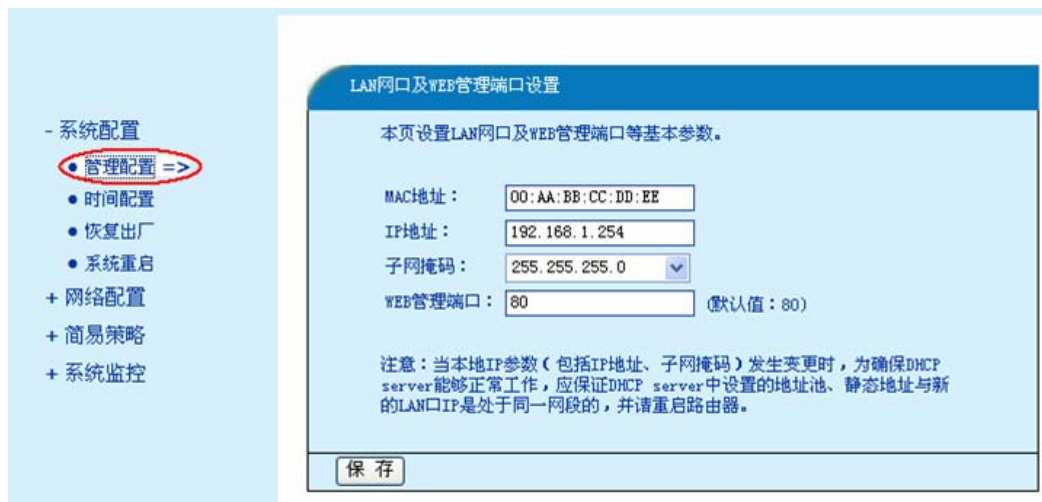 - 系统配置
● 管理配置 =>
● 时间配置
● 恢复出厂
● 系统重启
+ 网络配置
+ 简易策略
+ 系统监控
LAN网口及WEB管理端口设置
本页设置LAN网口及WEB管理端口等基本参数。
MAC地址： 00:AA:BB:CC:DD:EE
IP地址： 192.168.1.254
子网掩码： 255.255.255.0
WEB管理端口： 80 (默认值：80)
注意：当本地IP参数（包括IP地址、子网掩码）发生变更时，为确保DHCP
server能够正常工作，应保证DHCP server中设置的地址池、静态地址与新
的LAN口IP是处于同一网段的，并请重启路由器。
保 存